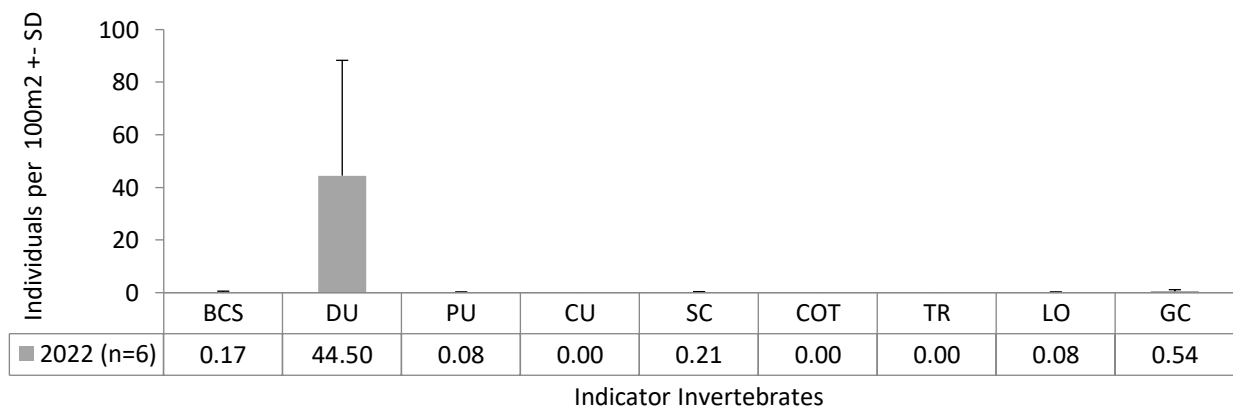 Individuals per 100m2 +- SD
100
80
60
40
20
0
BCS DU PU CU SC COT TR LO GC
2022 (n=6) 0.17 44.50 0.08 0.00 0.21 0.00 0.00 0.08 0.54
Indicator Invertebrates